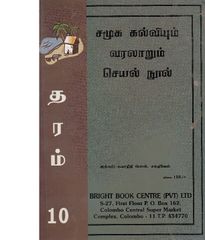 சமூக கல்வியும்
வரலாறும்
செயல் நூல்
தரம்
10
BRIGHT BOOK CENTRE (PVT) LTD
S-27, First Floor P. O. Box 162,
Colombo Central Super Market
Complex, Colombo - 11 T.P. 434770